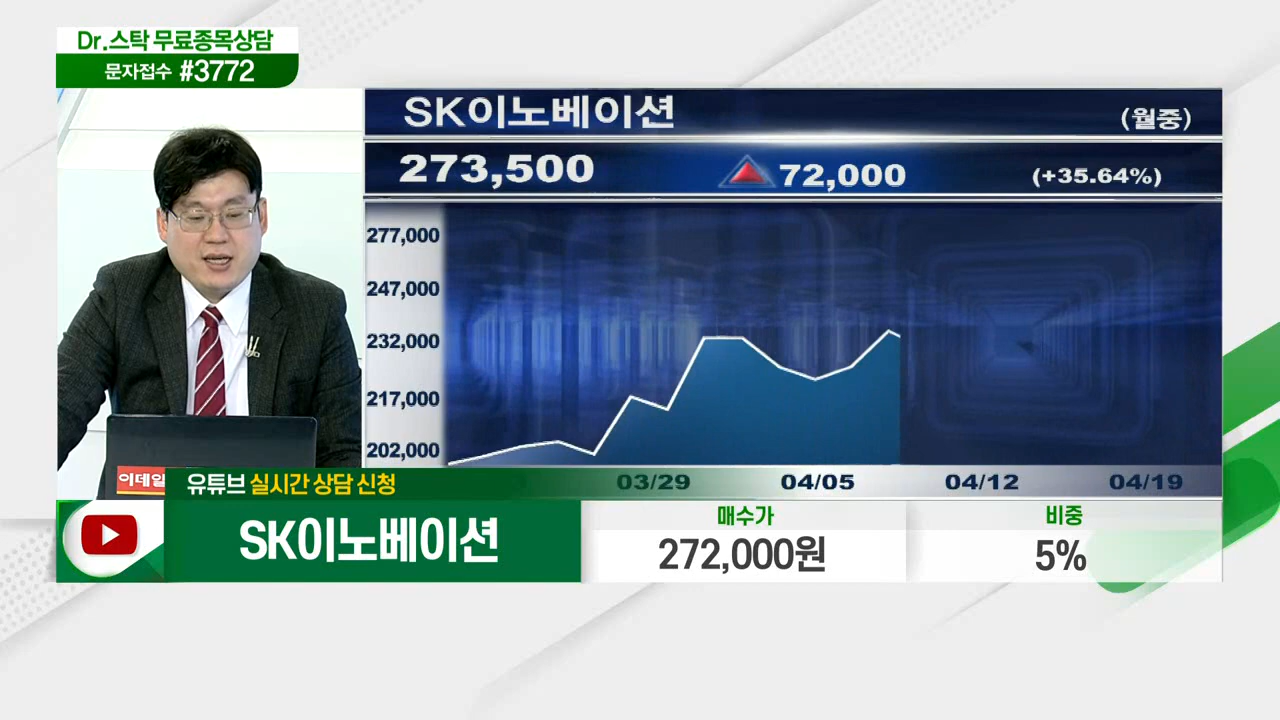 Dr.스탁 무료종목상담
문자접수 #3772
SK이노베이션 (월중)
273,500 72,000 (+35.64%)
277,000
247,000
232,000
217,000
202,000
03/29 04/05 04/12 04/19
이데일
유튜브 실시간 상담 신청
SK이노베이션
매수가
272,000원
비중
5%